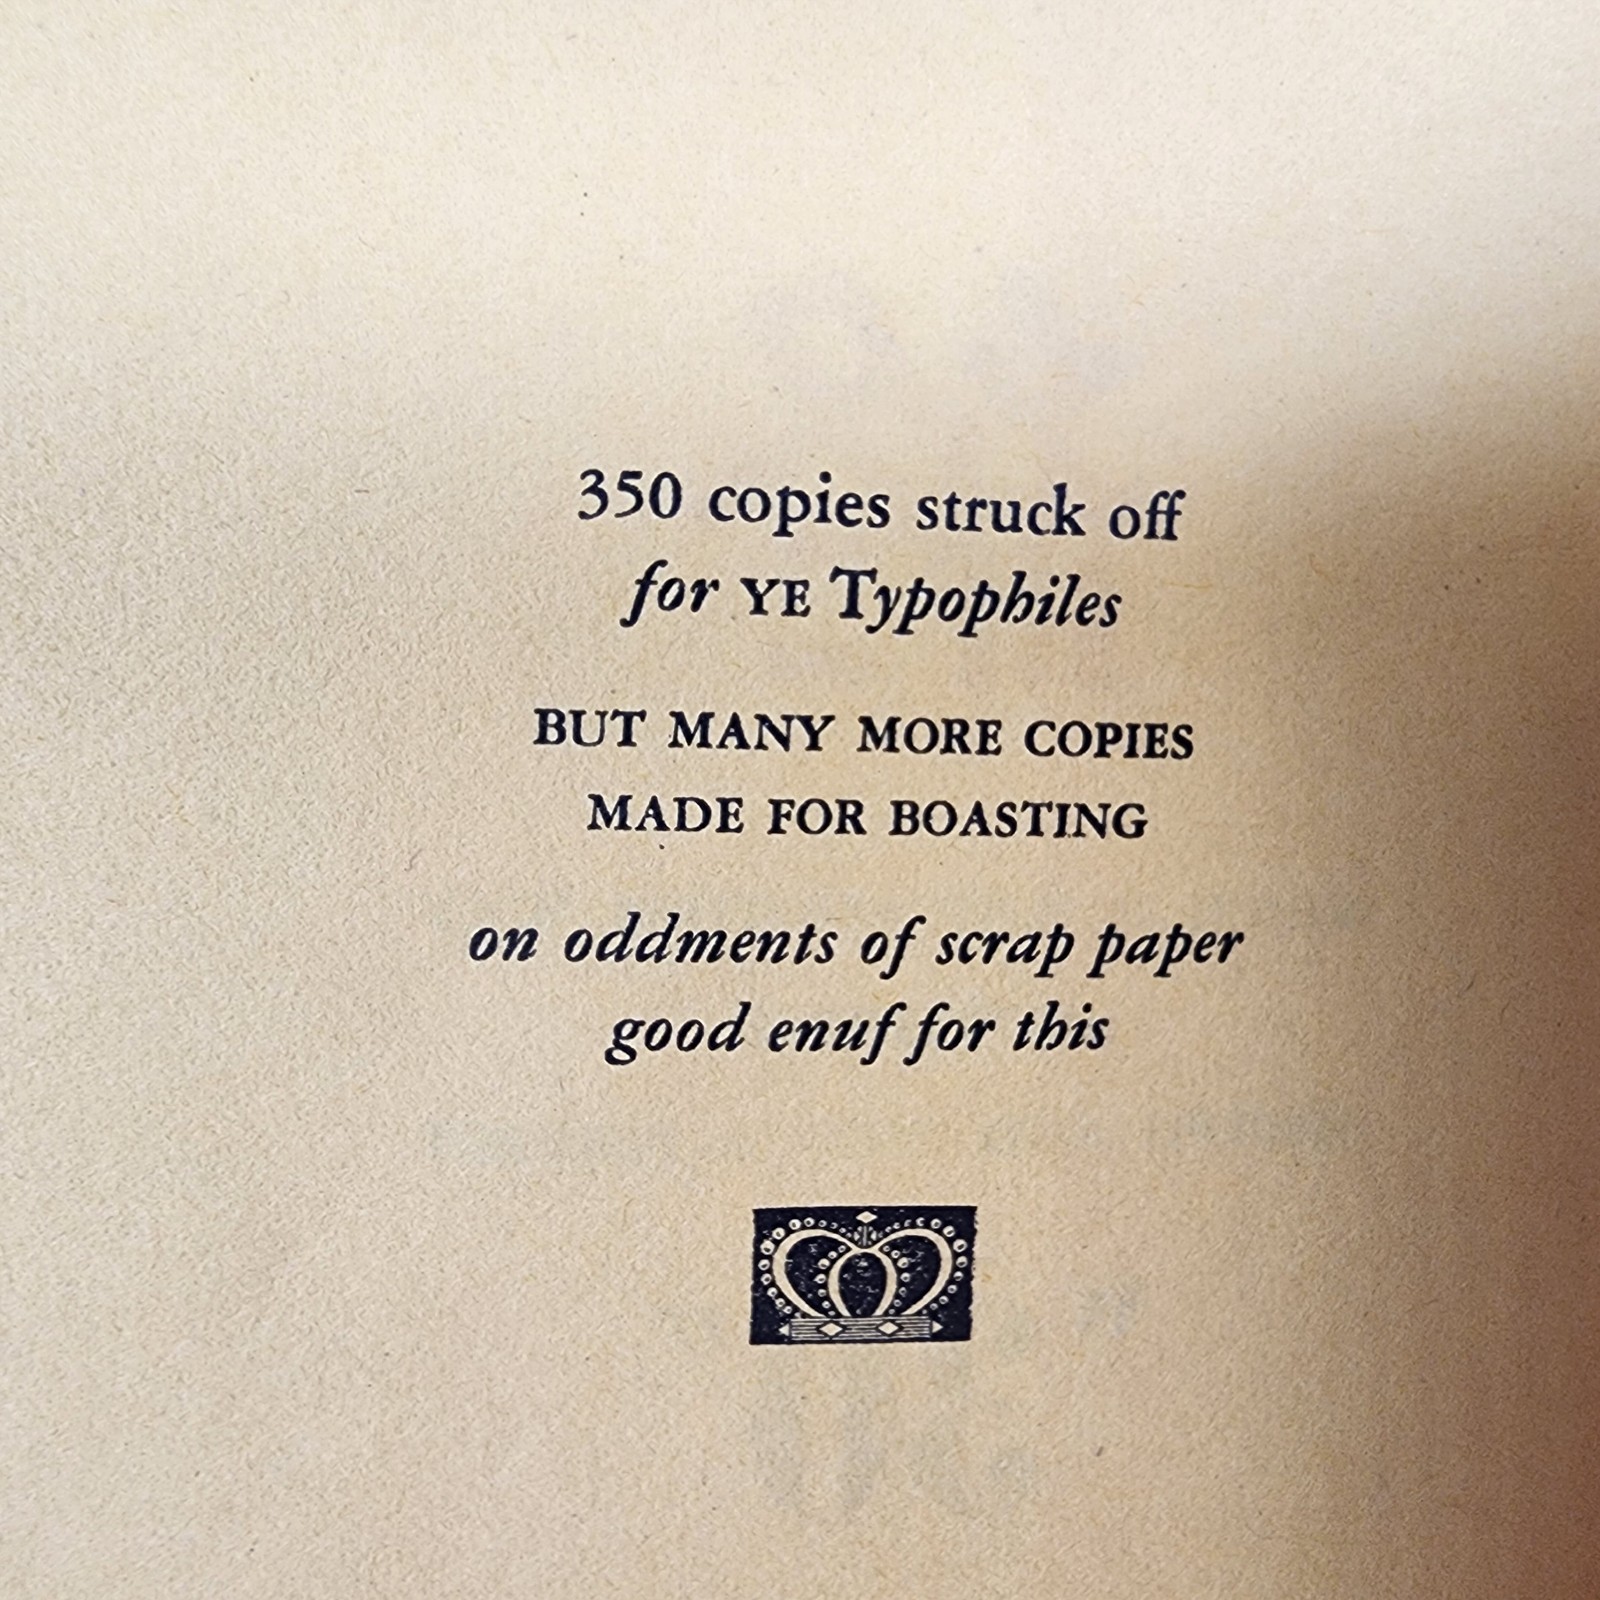 350 copies struck off
for YE Typophiles
BUT MANY MORE COPIES
MADE FOR BOASTING
on oddments of scrap paper
good enuf for this